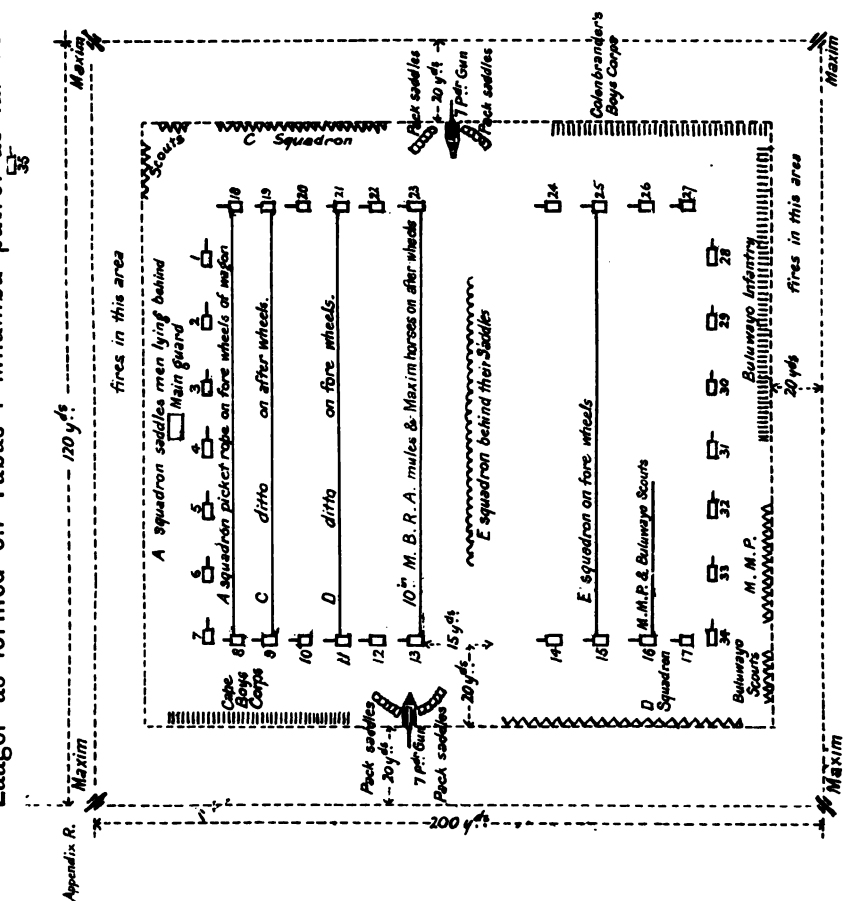 Appendix R.
120 yds
Maxim
Maxim
35
fires in this area
A squadron saddles men lying behind
Main guard
Scouts
C Squadron
7
6
5
4
3
2
1
A squadron picket rope on fore wheels of wagon
8
18
C ditto on after wheels.
9
19
10
20
D ditto on fore wheels.
11
21
12
22
10in M. B. R. A. mules & Maxim horses on after wheels
13
23
Cape
Boys
Corps
Pack saddles
20 yds
7 pdr Gun
Pack saddles
Pack saddles
20 yds
7 pdr Gun
Pack saddles
15 yds
20 yds
E squadron behind their Saddles
Colenbrander's
Boys Corps
14
24
E squadron on fore wheels
15
25
M.M.P. & Buluwayo Scouts
16
26
17
27
D
Squadron
34
33
32
31
30
29
28
Buluwayo
Scouts
M. M. P.
Buluwayo Infantry
20 yds
fires in this area
Maxim
Maxim
200 yds